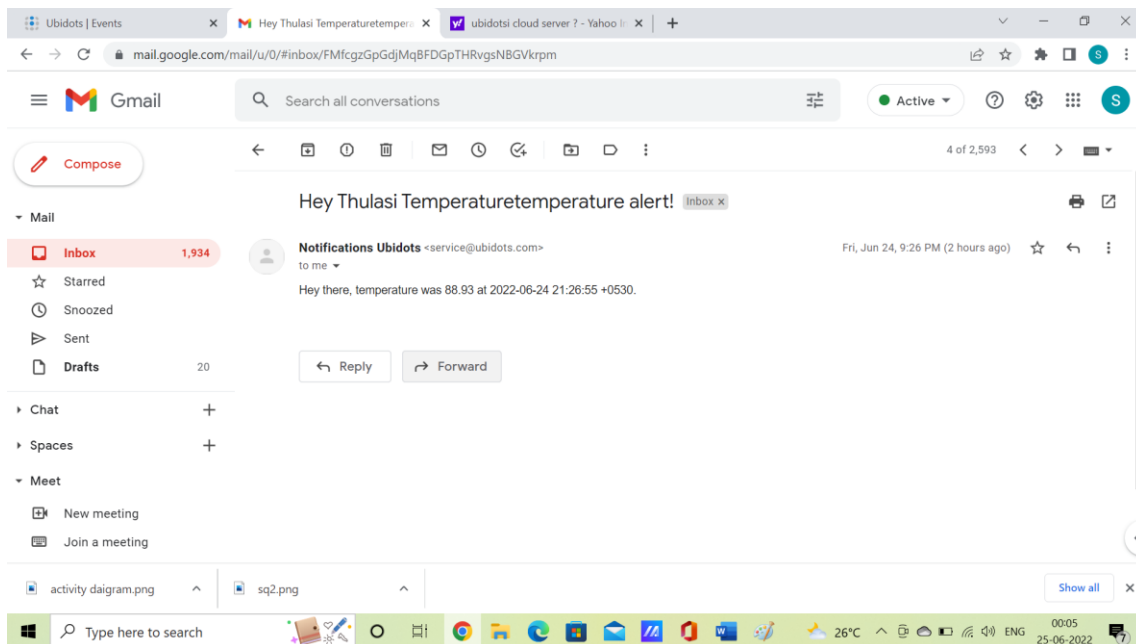 Ubidots | Events
Hey Thulasi Temperaturetempera
ubidotsi cloud server ? - Yahoo In
mail.google.com/mail/u/0/#inbox/FMfcgzGpGdjMqBFDGpTHRvgsNBGVkrpm
S
Gmail
Search all conversations
Active
S
Compose
4 of 2,593
Hey Thulasi Temperaturetemperature alert! Inbox x
Mail
Inbox 1,934
Notifications Ubidots <service@ubidots.com> Fri, Jun 24, 9:26 PM (2 hours ago)
to me
Starred
Hey there, temperature was 88.93 at 2022-06-24 21:26:55 +0530.
Snoozed
Sent
Drafts 20
Reply
Forward
Chat
Spaces
Meet
New meeting
Join a meeting
activity daigram.png
sq2.png
Show all
Type here to search
26°C
ENG
00:05
25-06-2022